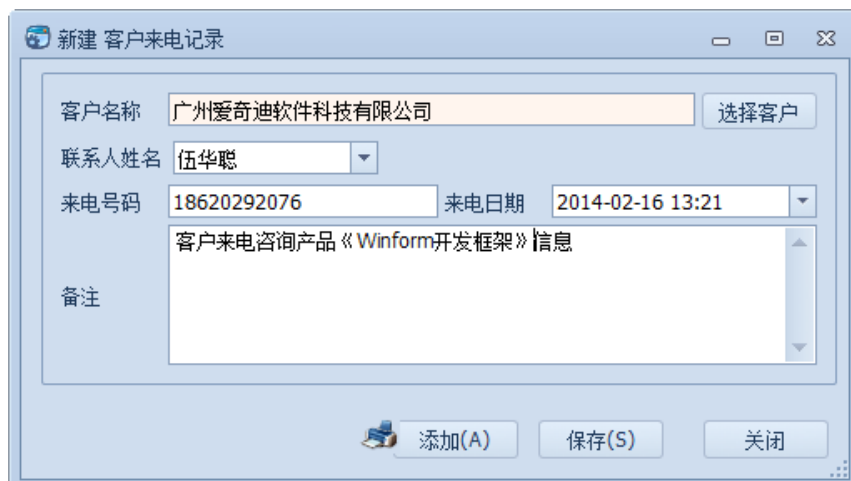 新建 客户来电记录
客户名称 广州爱奇迪软件科技有限公司 选择客户
联系人姓名 伍华聪
来电号码 18620292076 来电日期 2014-02-16 13:21
客户来电咨询产品《Winform开发框架》信息
备注
添加(A) 保存(S) 关闭